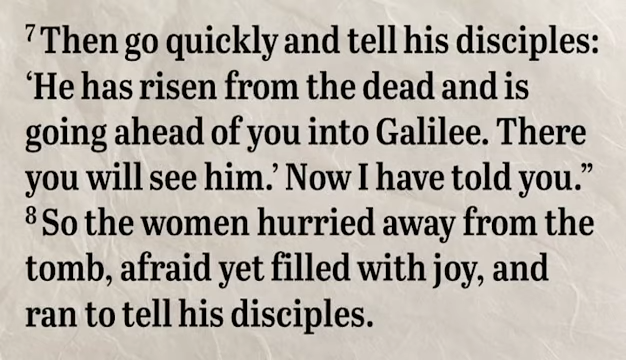 ⁷ Then go quickly and tell his disciples:
‘He has risen from the dead and is
going ahead of you into Galilee. There
you will see him.’ Now I have told you.”
⁸ So the women hurried away from the
tomb, afraid yet filled with joy, and
ran to tell his disciples.